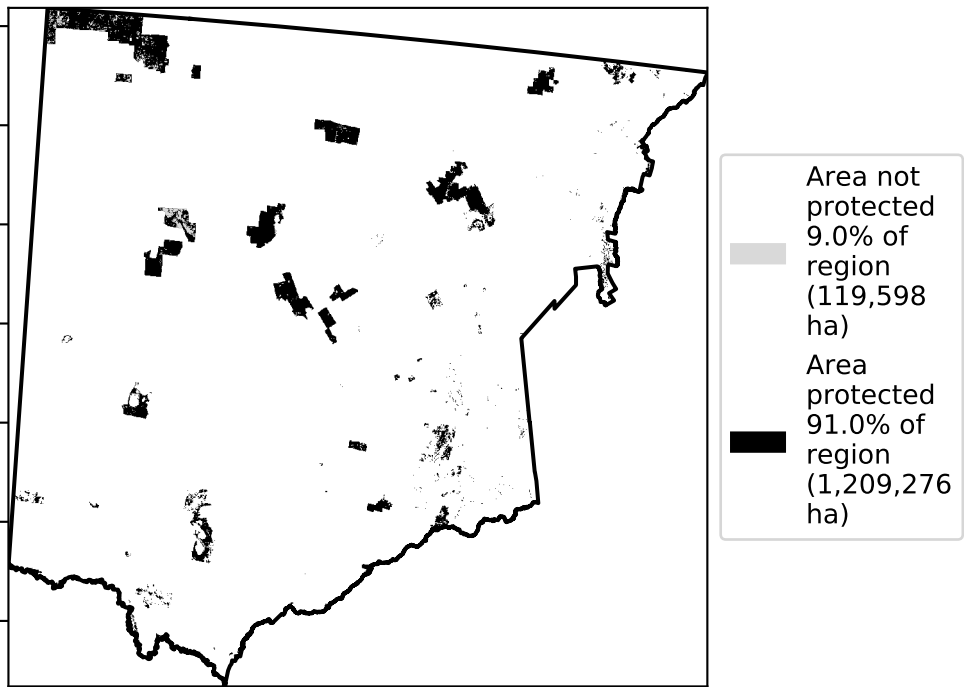 Area not
protected
9.0% of
region
(119,598
ha)
Area
protected
91.0% of
region
(1,209,276
ha)